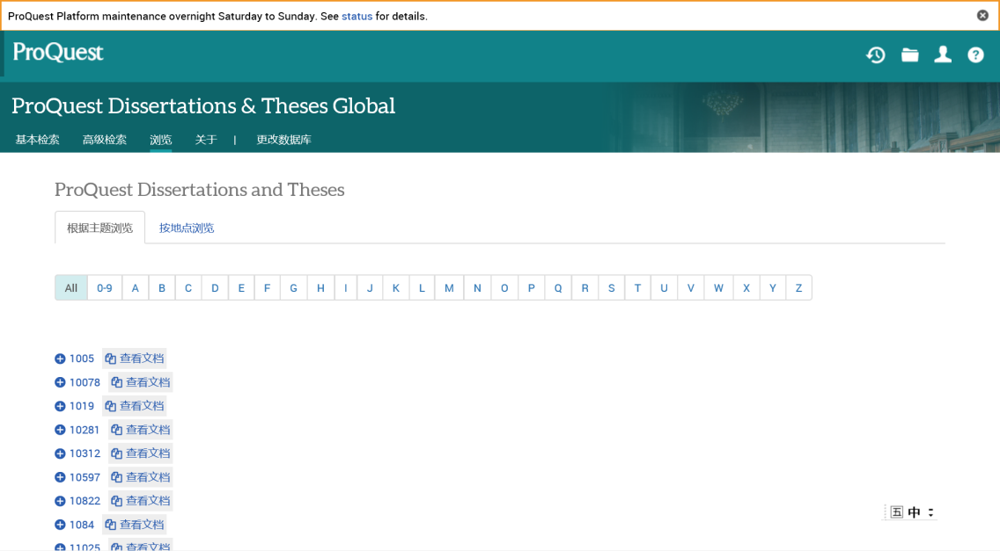 ProQuest Platform maintenance overnight Saturday to Sunday. See status for details.
ProQuest
ProQuest Dissertations & Theses Global
基本检索 高级检索 浏览 关于 | 更改数据库
ProQuest Dissertations and Theses
根据主题浏览 按地点浏览
All 0-9 A B C D E F G H I J K L M N O P Q R S T U V W X Y Z
1005 查看文档
10078 查看文档
1019 查看文档
10281 查看文档
10312 查看文档
10597 查看文档
10822 查看文档
五 中
1084 查看文档
11025 查看文档